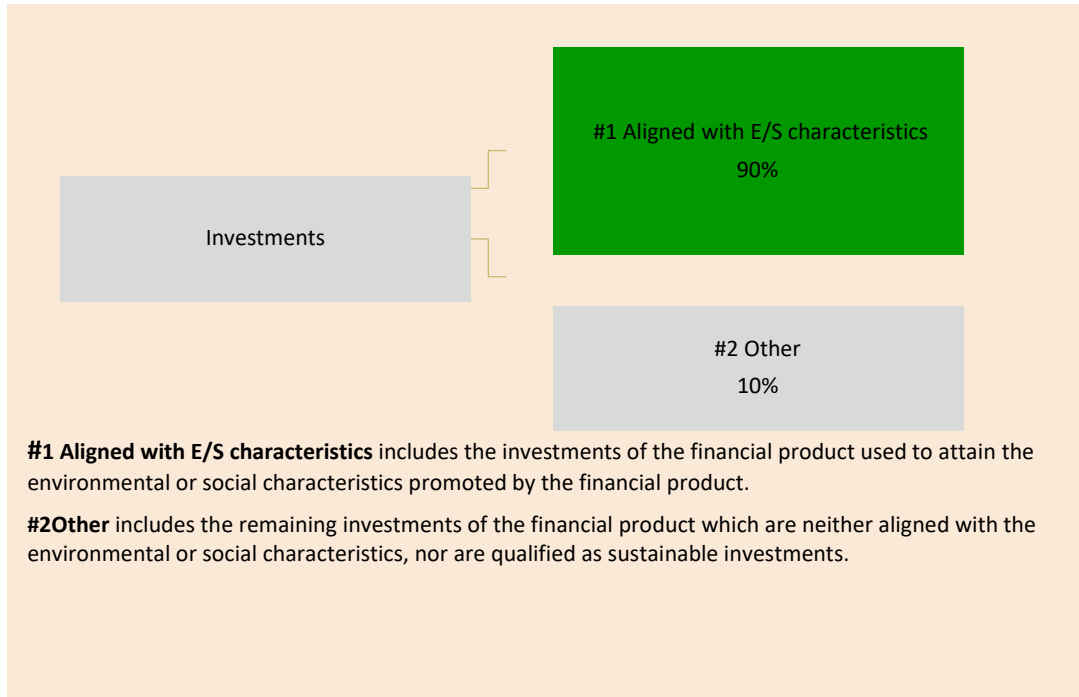 #1 Aligned with E/S characteristics
90%
Investments
#2 Other
10%
#1 Aligned with E/S characteristics includes the investments of the financial product used to attain the
environmental or social characteristics promoted by the financial product.
#2Other includes the remaining investments of the financial product which are neither aligned with the
environmental or social characteristics, nor are qualified as sustainable investments.